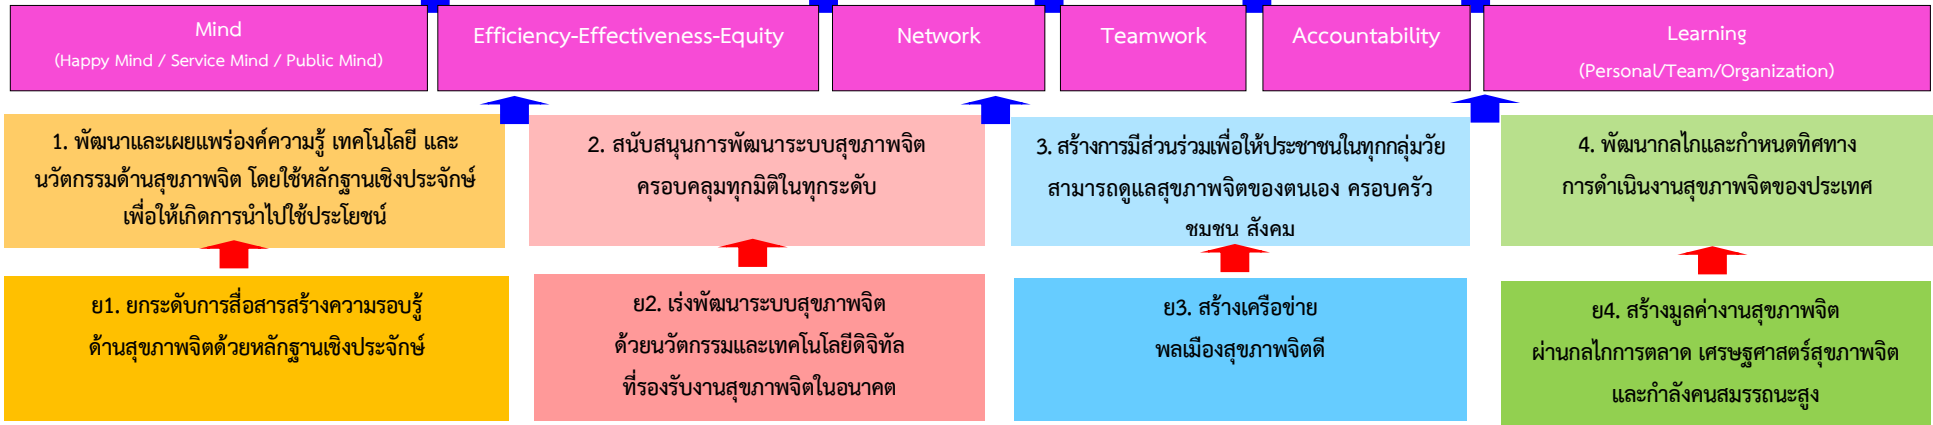 Mind
(Happy Mind / Service Mind / Public Mind)
Efficiency-Effectiveness-Equity
Network
Teamwork
Accountability
Learning
(Personal/Team/Organization)
1. พัฒนาและเผยแพร่องค์ความรู้ เทคโนโลยี และ
นวัตกรรมด้านสุขภาพจิต โดยใช้หลักฐานเชิงประจักษ์
เพื่อให้เกิดการนำไปใช้ประโยชน์
2. สนับสนุนการพัฒนาระบบสุขภาพจิต
ครอบคลุมทุกมิติในทุกระดับ
3. สร้างการมีส่วนร่วมเพื่อให้ประชาชนในทุกกลุ่มวัย
สามารถดูแลสุขภาพจิตของตนเอง ครอบครัว
ชุมชน สังคม
4. พัฒนากลไกและกำหนดทิศทาง
การดำเนินงานสุขภาพจิตของประเทศ
ย1. ยกระดับการสื่อสารสร้างความรอบรู้
ด้านสุขภาพจิตด้วยหลักฐานเชิงประจักษ์
ย2. เร่งพัฒนาระบบสุขภาพจิต
ด้วยนวัตกรรมและเทคโนโลยีดิจิทัล
ที่รองรับงานสุขภาพจิตในอนาคต
ย3. สร้างเครือข่าย
พลเมืองสุขภาพจิตดี
ย4. สร้างมูลค่างานสุขภาพจิต
ผ่านกลไกการตลาด เศรษฐศาสตร์สุขภาพจิต
และกำลังคนสมรรถนะสูง